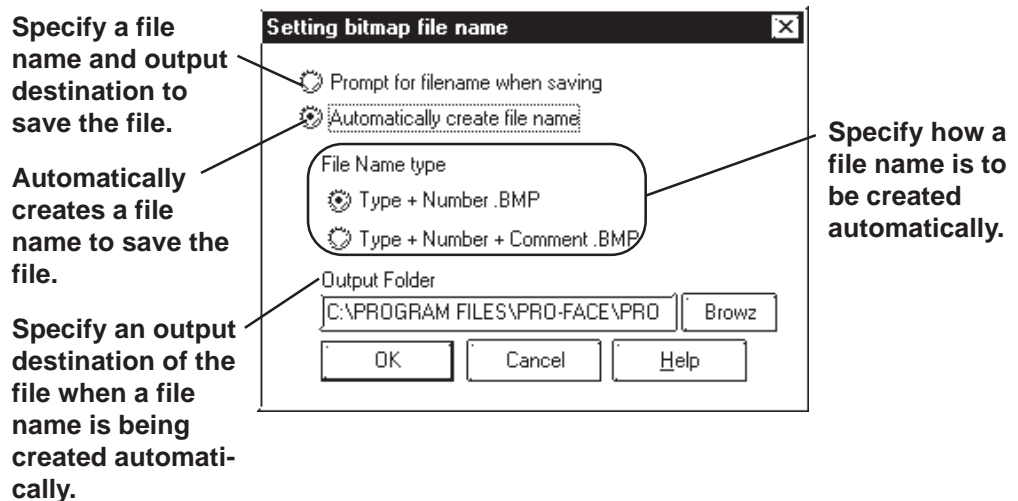 Specify a file
name and output
destination to
save the file.
Automatically
creates a file
name to save the
file.
Specify an output
destination of the
file when a file
name is being
created automati-
cally.
Setting bitmap file name
Prompt for filename when saving
Automatically create file name
File Name type
Type + Number .BMP
Type + Number + Comment .BMP
Output Folder
C:\PROGRAM FILES\PRO-FACE\PRO
Browz
OK
Cancel
Help
Specify how a
file name is to
be created
automatically.